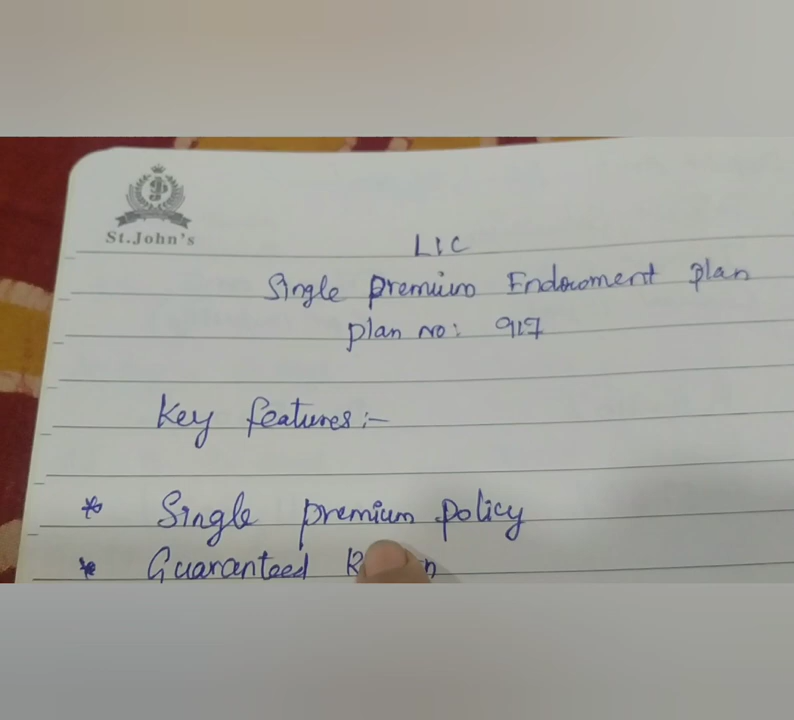 St.John's
LIC
Single premium Endowment plan
plan no: 917
Key features:-
* Single premium policy
* Guaranteed